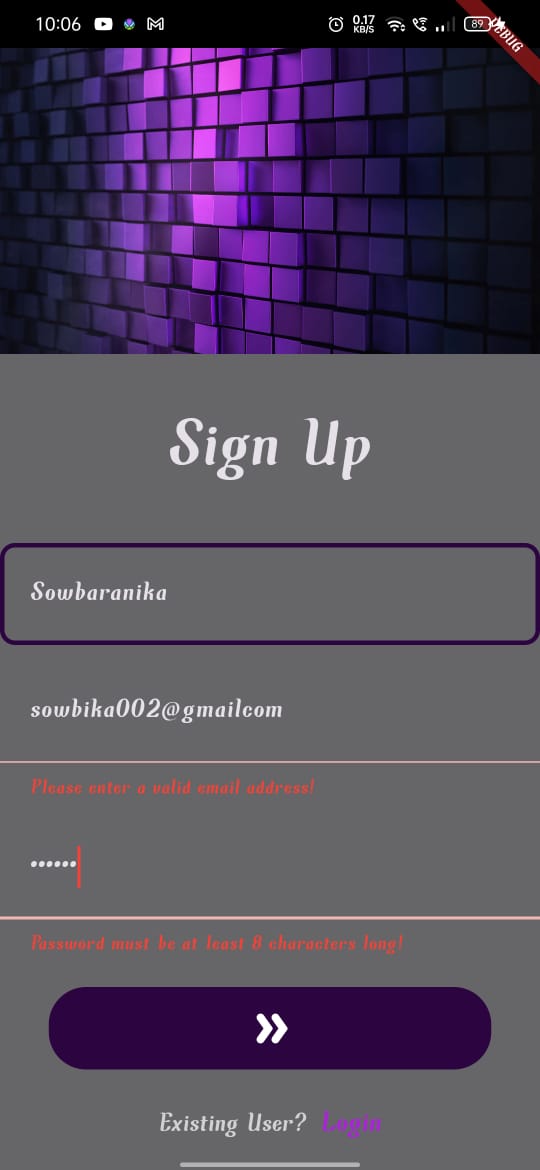 10:06
0.17
KB/S
89
DEBUG
Sign Up
Sowbaranika
sowbika002@gmailcom
Please enter a valid email address!
••••••
Password must be at least 8 characters long!
»
Existing User? Login